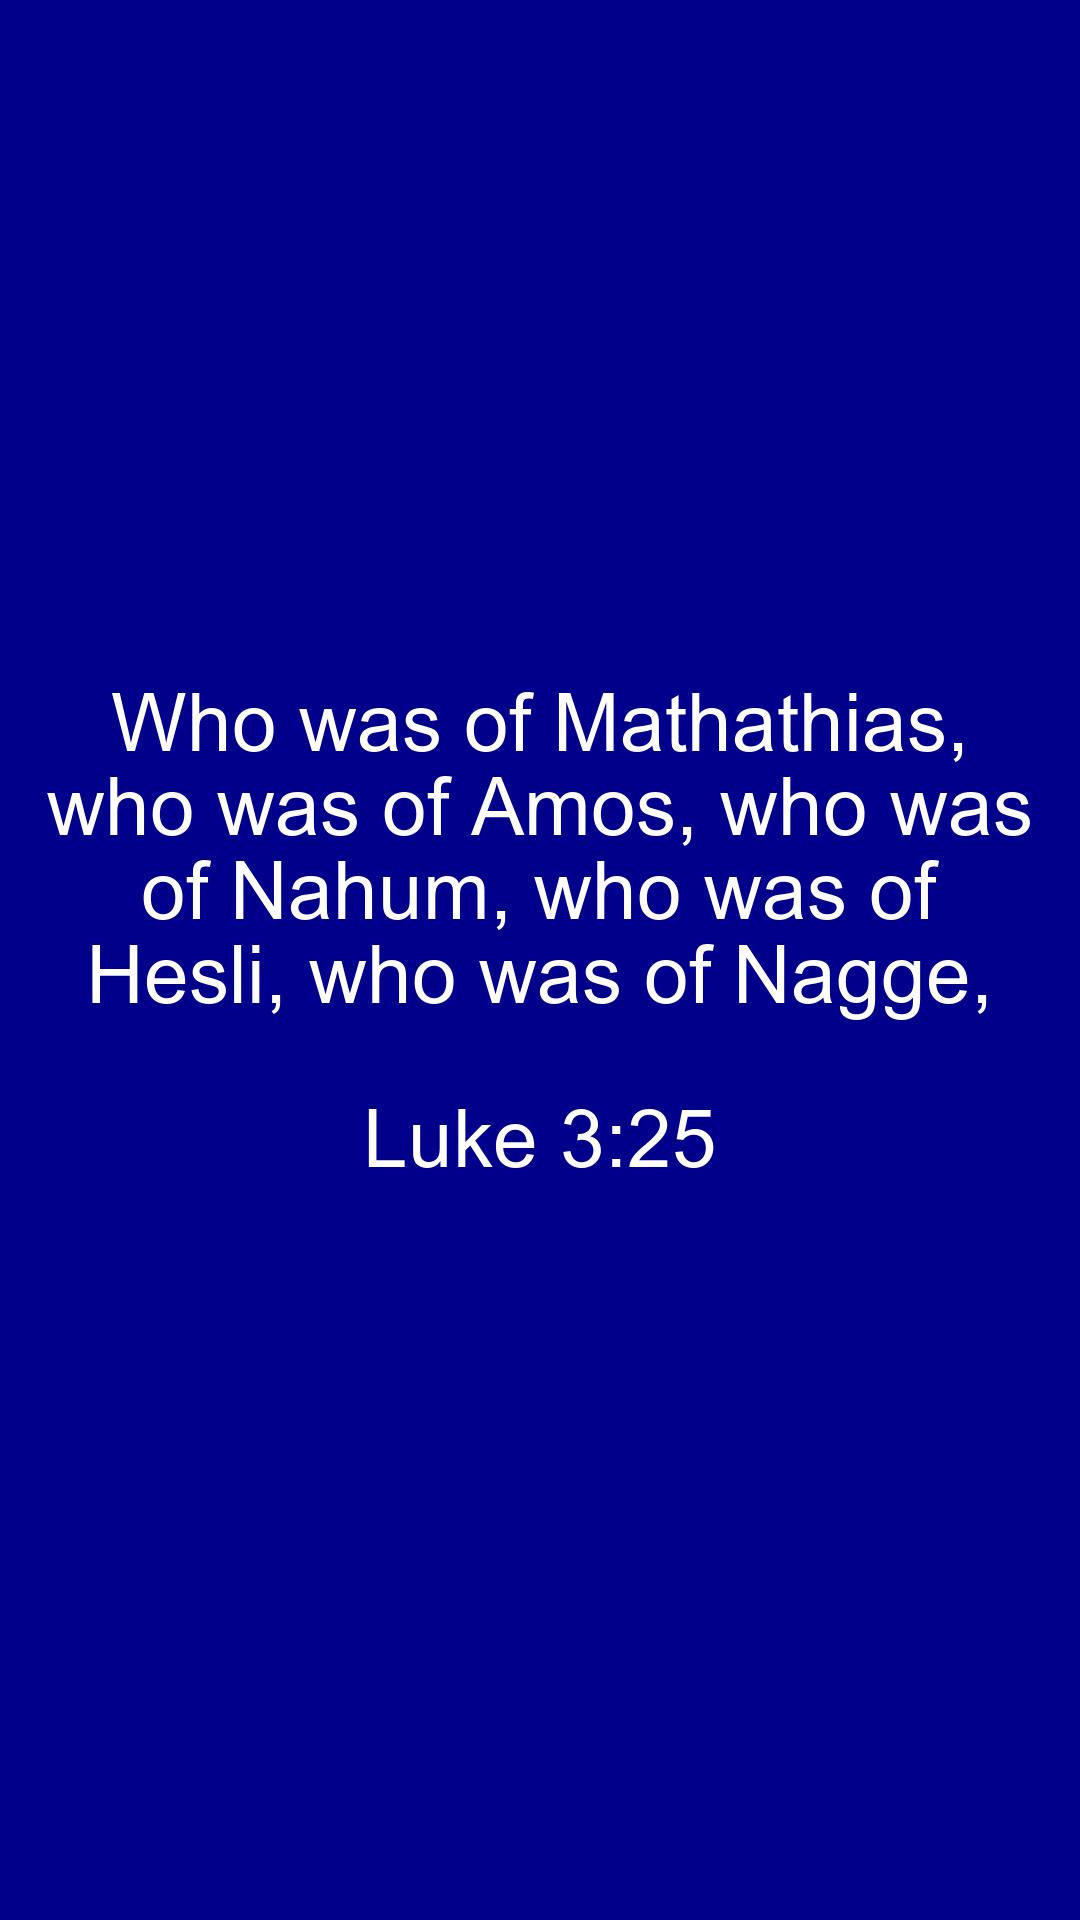 Who was of Mathathias,
who was of Amos, who was
of Nahum, who was of
Hesli, who was of Nagge,
Luke 3:25